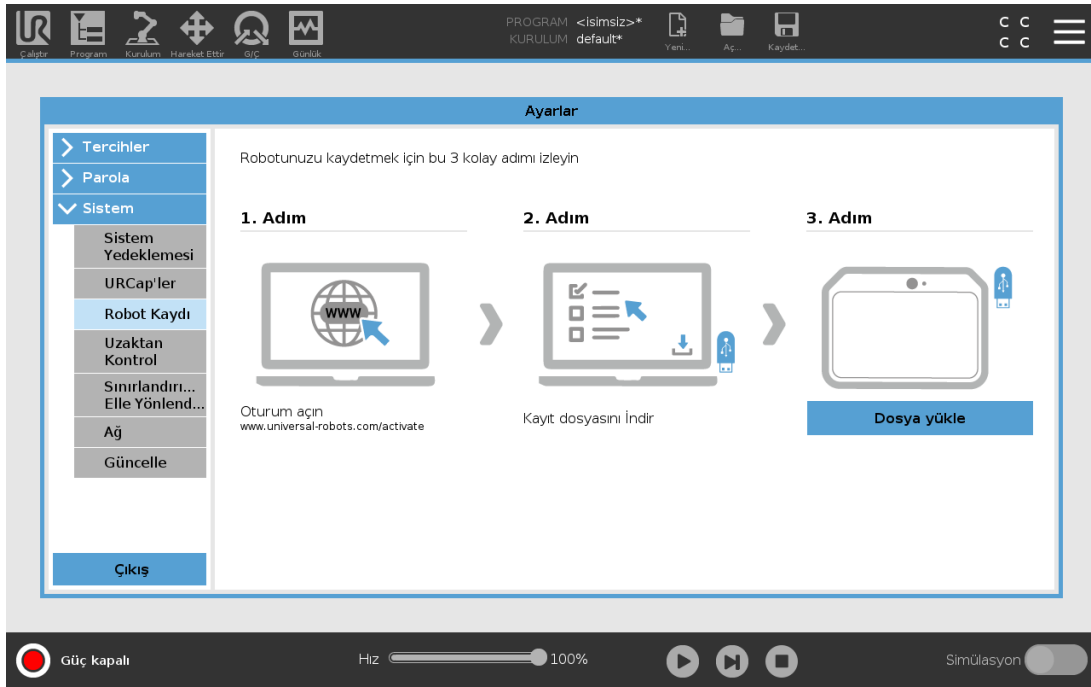 PROGRAM <isimsiz>*
KURULUM default*
Çalıştır
Program
Kurulum
Hareket Ettir
G/Ç
Günlük
Yeni...
Aç...
Kaydet...
C C
C C
Ayarlar
Tercihler
Parola
Sistem
Sistem
Yedeklemesi
URCap'ler
Robot Kaydı
Uzaktan
Kontrol
Sınırlandırı...
Elle Yönlend...
Ağ
Güncelle
Çıkış
Robotunuzu kaydetmek için bu 3 kolay adımı izleyin
1. Adım
www
Oturum açın
www.universal-robots.com/activate
2. Adım
Kayıt dosyasını İndir
3. Adım
Dosya yükle
Güç kapalı
Hız
100%
Simülasyon